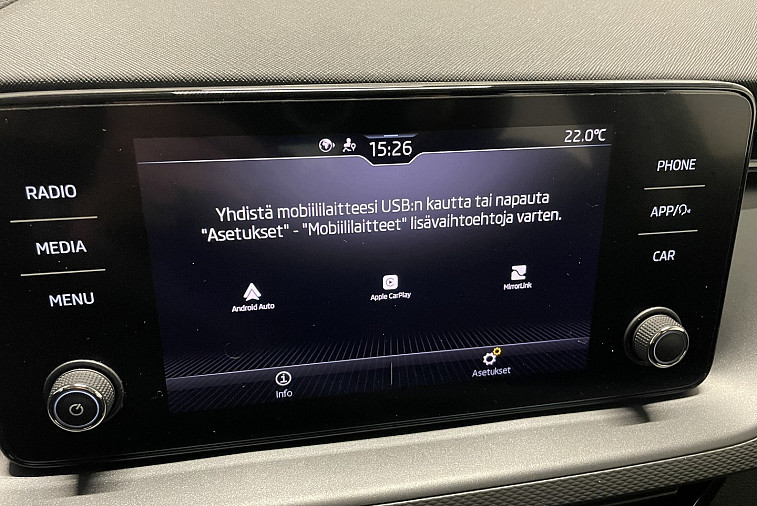 15:26
22.0°C
RADIO
MEDIA
MENU
Yhdistä mobiililaitteesi USB:n kautta tai napauta
"Asetukset" - "Mobiililaitteet" lisävaihtoehtoja varten.
Android Auto
Apple CarPlay
MirrorLink
Info
Asetukset
PHONE
APP/
CAR